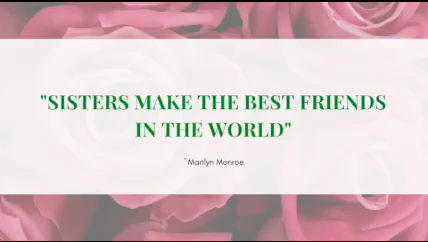 "SISTERS MAKE THE BEST FRIENDS
IN THE WORLD"
~Marilyn Monroe